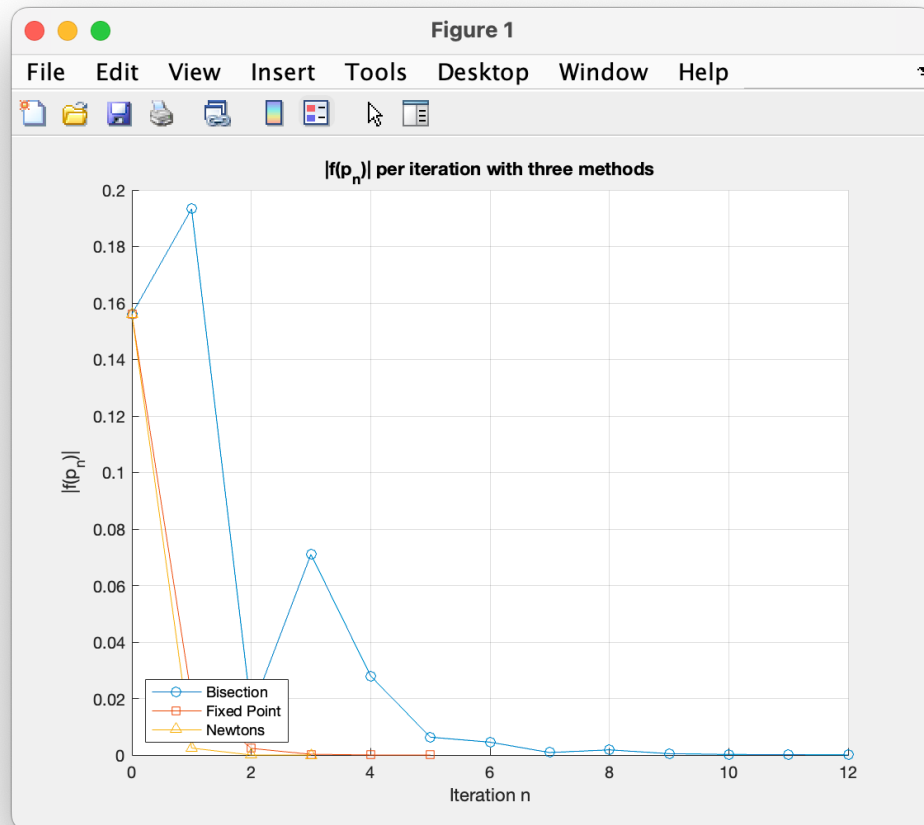 Figure 1
File Edit View Insert Tools Desktop Window Help
|f(p_n)| per iteration with three methods
0.2
0.18
0.16
0.14
0.12
0.1
0.08
0.06
0.04
0.02
0
|f(p_n)|
Bisection
Fixed Point
Newtons
0 2 4 6 8 10 12
Iteration n